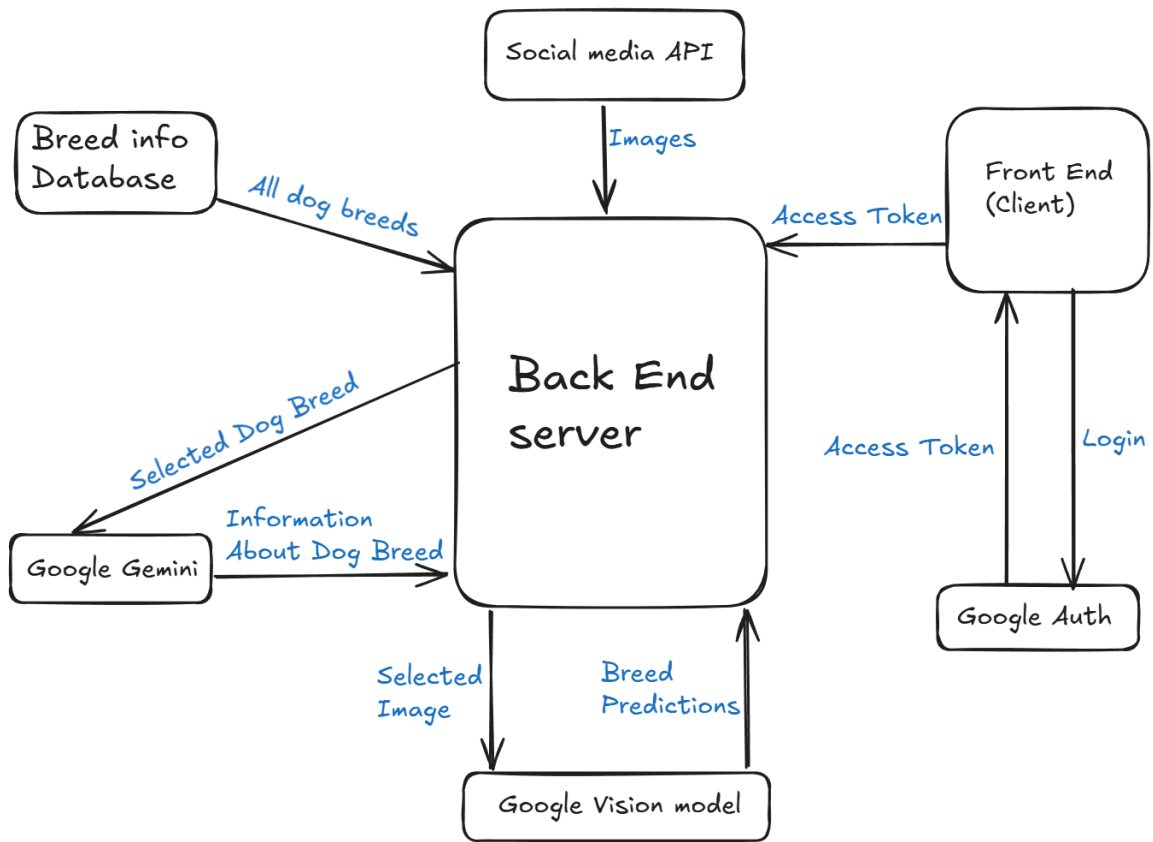 Social media API
Images
Breed info
Database
All dog breeds
Front End
(Client)
Access Token
Back End
server
Selected Dog Breed
Access Token
Login
Information
About Dog Breed
Google Gemini
Google Auth
Selected
Image
Breed
Predictions
Google Vision model